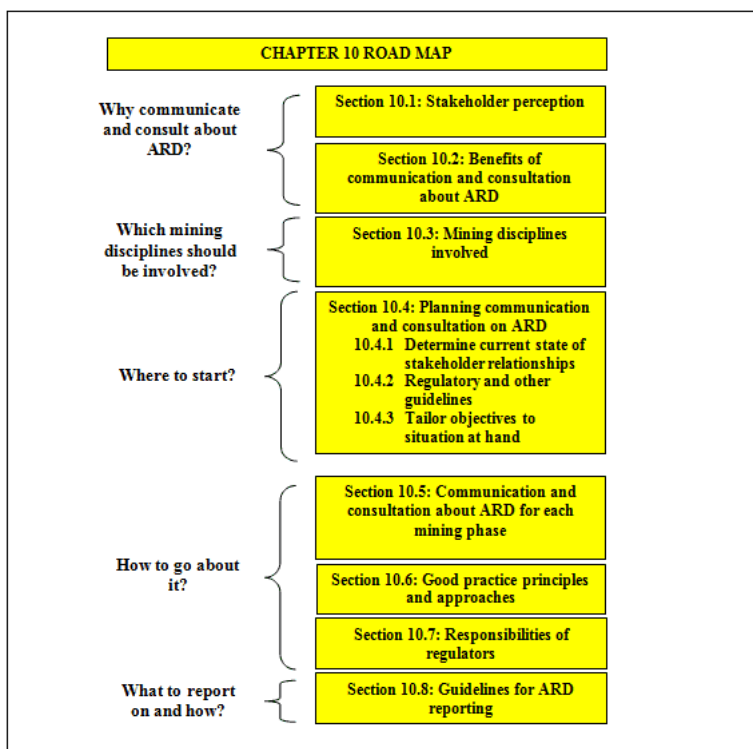 CHAPTER 10 ROAD MAP
Why communicate
and consult about
ARD?
Section 10.1: Stakeholder perception
Section 10.2: Benefits of
communication and consultation
about ARD
Which mining
disciplines should
be involved?
Section 10.3: Mining disciplines
involved
Where to start?
Section 10.4: Planning communication
and consultation on ARD
10.4.1 Determine current state of
stakeholder relationships
10.4.2 Regulatory and other
guidelines
10.4.3 Tailor objectives to
situation at hand
How to go about
it?
Section 10.5: Communication and
consultation about ARD for each
mining phase
Section 10.6: Good practice principles
and approaches
Section 10.7: Responsibilities of
regulators
What to report
on and how?
Section 10.8: Guidelines for ARD
reporting